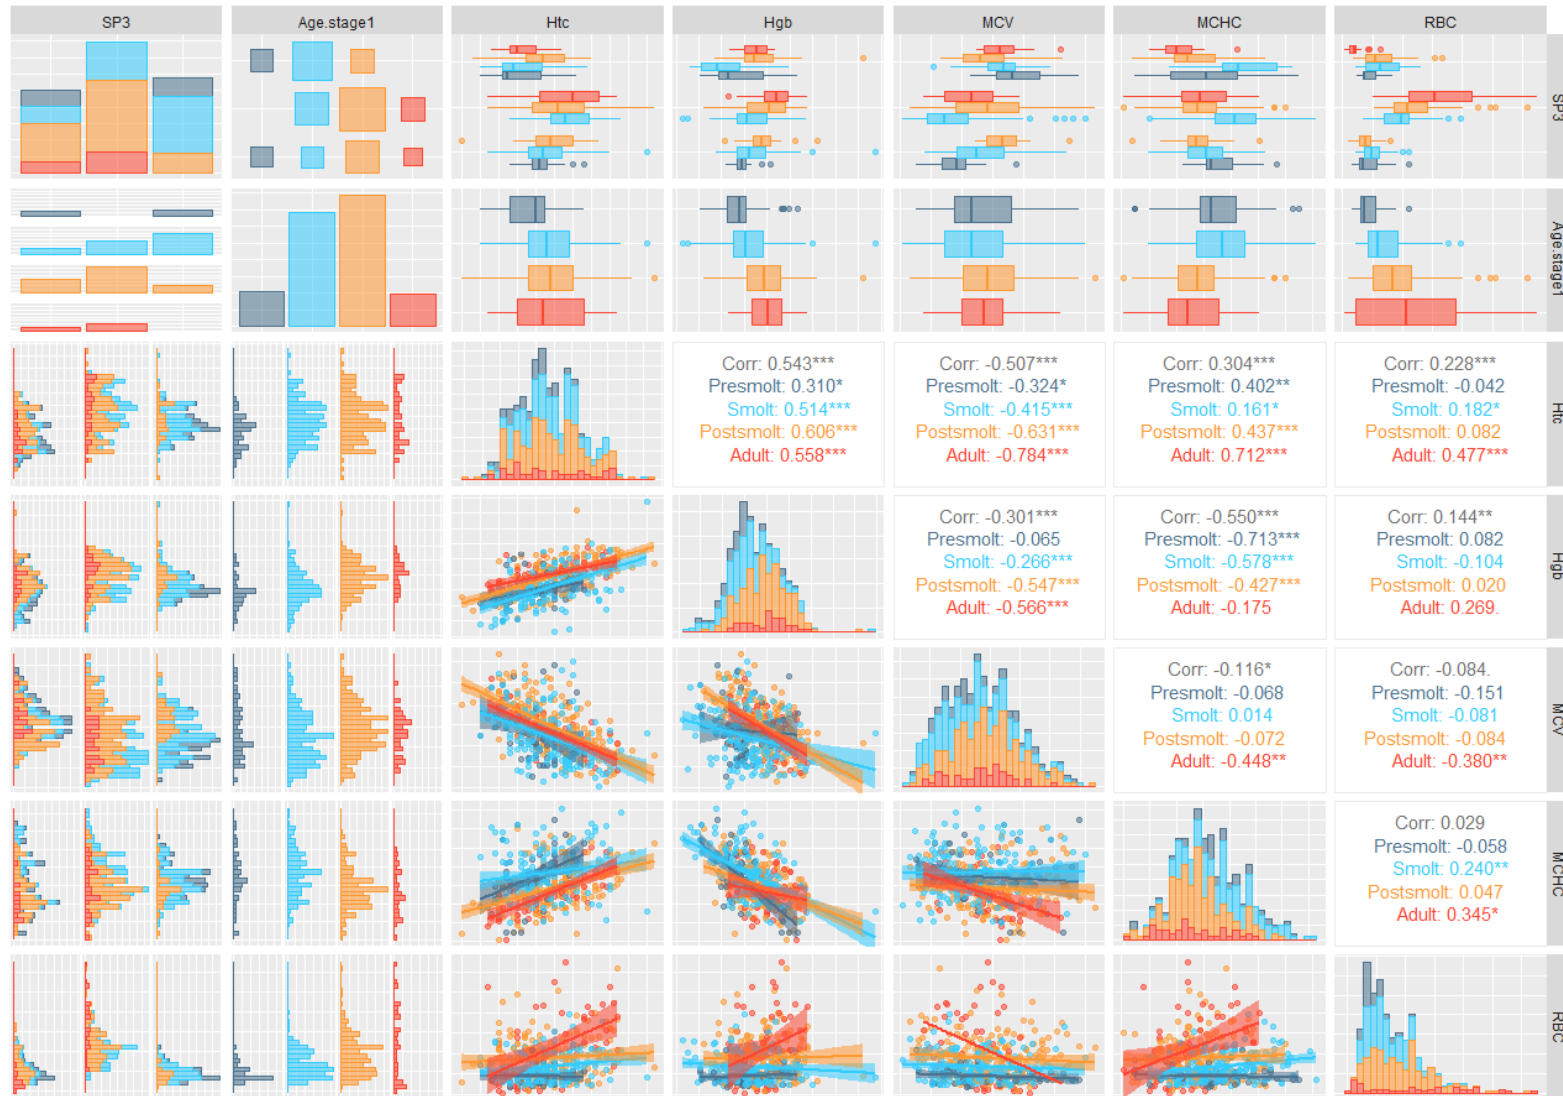 SP3
Age.stage1
Htc
Hgb
MCV
MCHC
RBC
SP3
Age.stage1
Corr: 0.543***
Presmolt: 0.310*
Smolt: 0.514***
Postsmolt: 0.606***
Adult: 0.558***
Corr: -0.507***
Presmolt: -0.324*
Smolt: -0.415***
Postsmolt: -0.631***
Adult: -0.784***
Corr: 0.304***
Presmolt: 0.402**
Smolt: 0.161*
Postsmolt: 0.437***
Adult: 0.712***
Corr: 0.228***
Presmolt: -0.042
Smolt: 0.182*
Postsmolt: 0.082
Adult: 0.477***
Htc
Corr: -0.301***
Presmolt: -0.065
Smolt: -0.266***
Postsmolt: -0.547***
Adult: -0.566***
Corr: -0.550***
Presmolt: -0.713***
Smolt: -0.578***
Postsmolt: -0.427***
Adult: -0.175
Corr: 0.144**
Presmolt: 0.082
Smolt: -0.104
Postsmolt: 0.020
Adult: 0.269.
Hgb
Corr: -0.116*
Presmolt: -0.068
Smolt: 0.014
Postsmolt: -0.072
Adult: -0.448**
Corr: -0.084.
Presmolt: -0.151
Smolt: -0.081
Postsmolt: -0.084
Adult: -0.380**
MCV
Corr: 0.029
Presmolt: -0.058
Smolt: 0.240**
Postsmolt: 0.047
Adult: 0.345*
MCHC
RBC